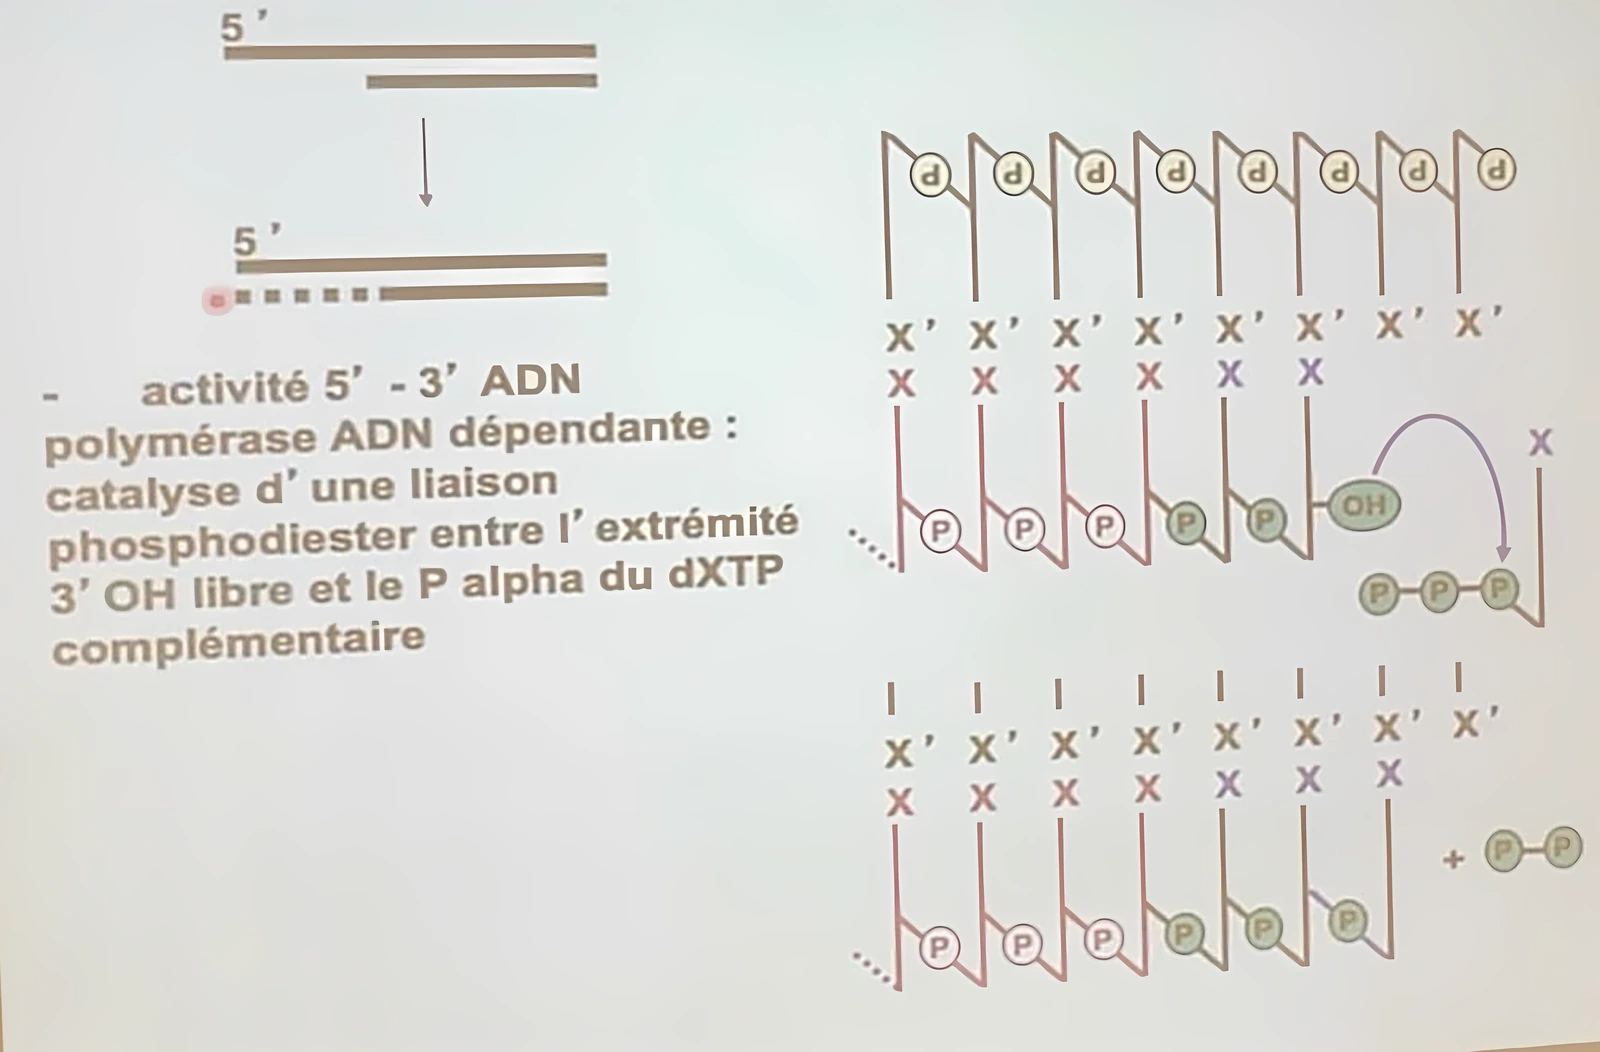 5'
5'
- activité 5' - 3' ADN
polymérase ADN dépendante :
catalyse d' une liaison
phosphodiester entre l' extrémité
3' OH libre et le P alpha du dXTP
complémentaire
P P P P P P P P
X' X' X' X' X' X' X' X'
X X X X X X
X
P P P P P OH
P P P
X' X' X' X' X' X' X' X'
X X X X X X X
+ P P
P P P P P P